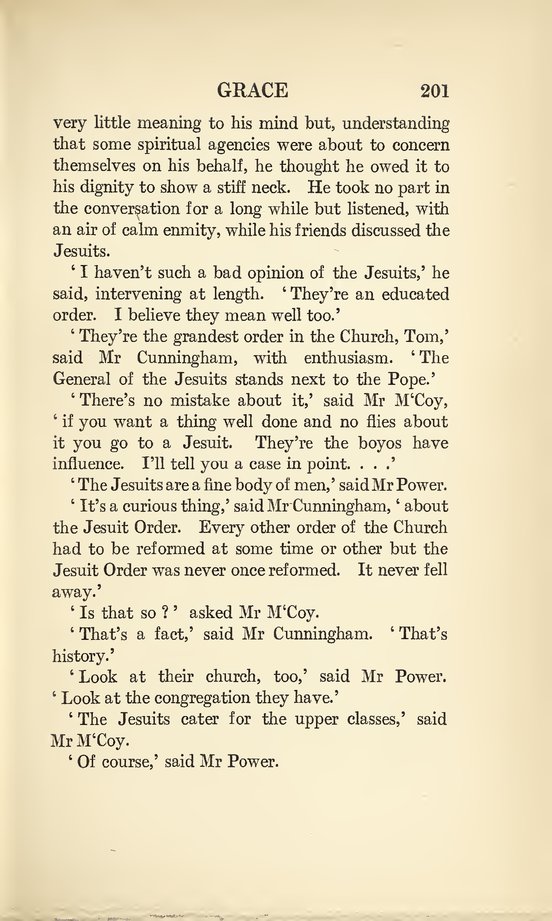 GRACE 201
very little meaning to his mind but, understanding
that some spiritual agencies were about to concern
themselves on his behalf, he thought he owed it to
his dignity to show a stiff neck. He took no part in
the conversation for a long while but listened, with
an air of calm enmity, while his friends discussed the
Jesuits.
‘ I haven’t such a bad opinion of the Jesuits,’ he
said, intervening at length. ‘ They’re an educated
order. I believe they mean well too.’
‘ They’re the grandest order in the Church, Tom,’
said Mr Cunningham, with enthusiasm. ‘ The
General of the Jesuits stands next to the Pope.’
‘ There’s no mistake about it,’ said Mr M‘Coy,
‘ if you want a thing well done and no flies about
it you go to a Jesuit. They’re the boyos have
influence. I’ll tell you a case in point. . . .’
‘ The Jesuits are a fine body of men,’ said Mr Power.
‘ It’s a curious thing,’ said Mr Cunningham, ‘ about
the Jesuit Order. Every other order of the Church
had to be reformed at some time or other but the
Jesuit Order was never once reformed. It never fell
away.’
‘ Is that so ? ’ asked Mr M‘Coy.
‘ That’s a fact,’ said Mr Cunningham. ‘ That’s
history.’
‘ Look at their church, too,’ said Mr Power.
‘ Look at the congregation they have.’
‘ The Jesuits cater for the upper classes,’ said
Mr M‘Coy.
‘ Of course,’ said Mr Power.